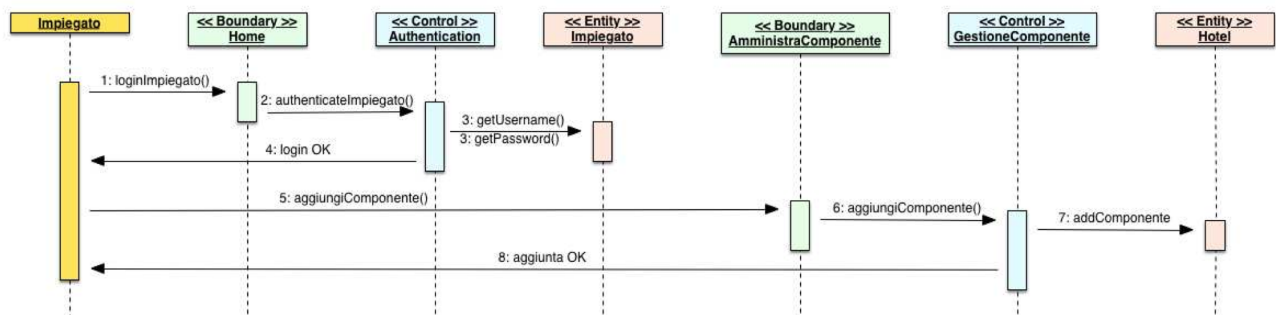 Impiegato
<< Boundary >>
Home
<< Control >>
Authentication
<< Entity >>
Impiegato
<< Boundary >>
AmministraComponente
<< Control >>
GestioneComponente
<< Entity >>
Hotel
1: loginImpiegato()
2: authenticateImpiegato()
3: getUsername()
3: getPassword()
4: login OK
5: aggiungiComponente()
6: aggiungiComponente()
7: addComponente
8: aggiunta OK